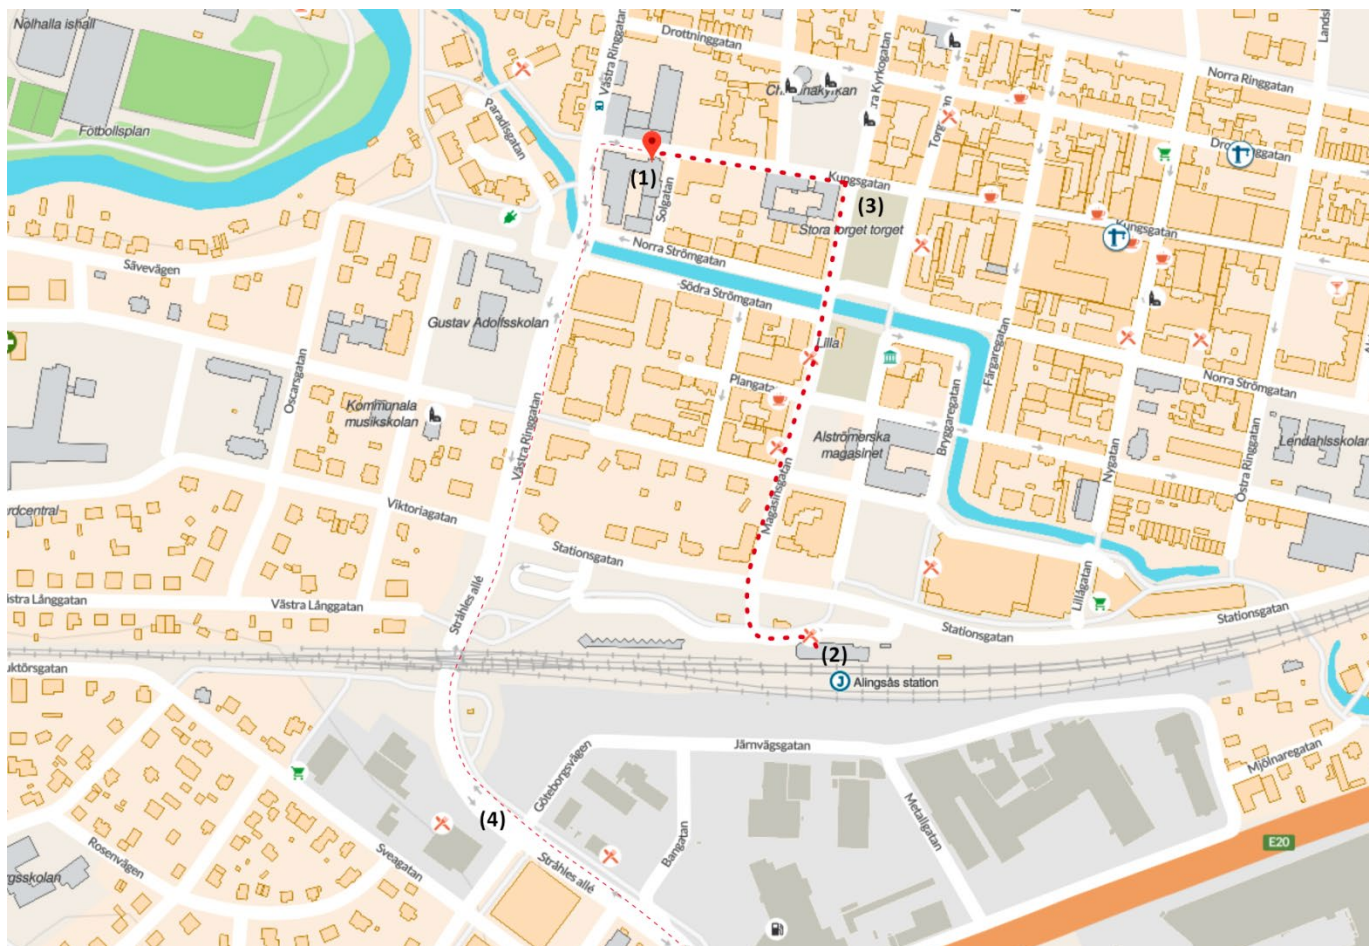 Nolhalla ishall
Fotbollsplan
Paradisgatan
Västra Ringgatan
Drottninggatan
Norra Ringgatan
Kungsgatan
Stora torget torget
(1)
(3)
Solgatan
Kungsgatan
Norra Strömgatan
Södra Strömgatan
Sävevägen
Gustav Adolfsskolan
Oscarsgatan
Kommunala
musikskolan
Västra Ringgatan
Lilla
Färgaregatan
Norra Strömgatan
Bryggaregatan
Alströmerska
magasinet
Nygatan
Östra Ringgatan
Lendahlsskolan
Magasinsgatan
Viktoriagatan
Stationsgatan
Västra Långgatan
Stråhles allé
Lillågatan
Stationsgatan
Stationsgatan
(2)
J
Alingsås station
Järnvägsgatan
Göteborgsvägen
Mjölnaregatan
Metallgatan
Bangatan
(4)
Stråhles allé
Sveagatan
Rosenvägen
E20